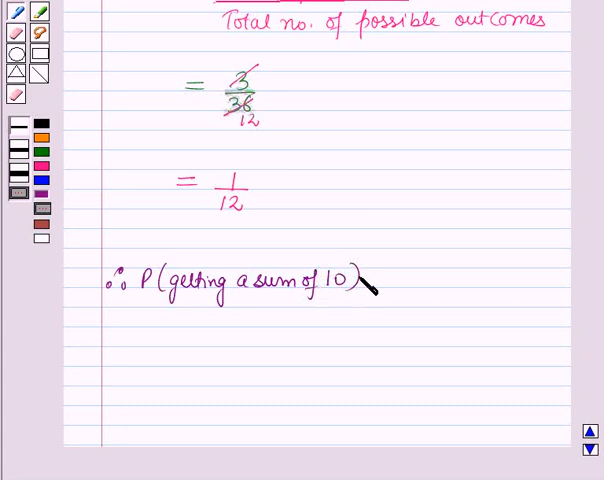 Total no. of possible outcomes
= 3
36
12
= 1
12
∴ P(getting a sum of 10)